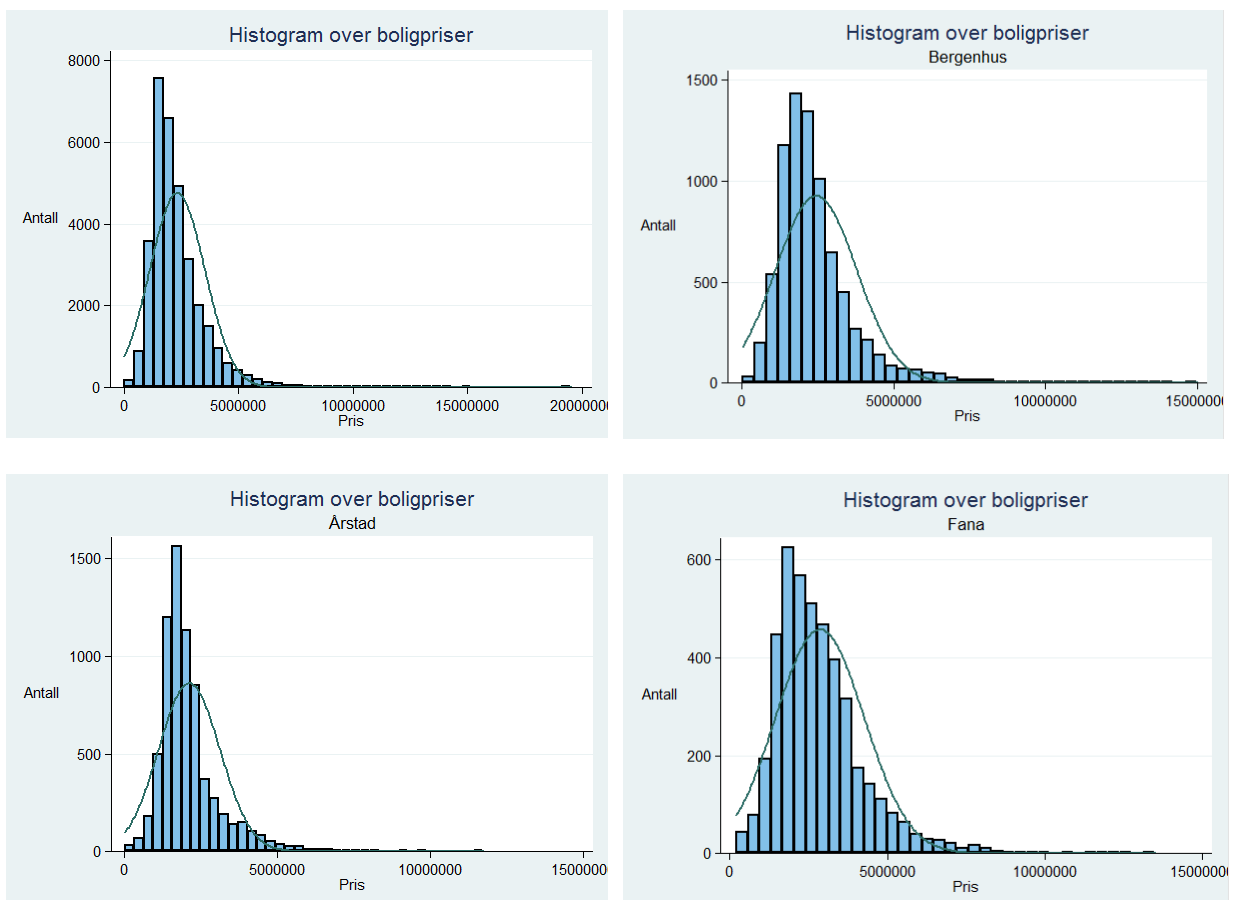 Histogram over boligpriser
8000
6000
4000
2000
0
Antall
0 5000000 10000000 15000000 20000000
Pris
Histogram over boligpriser
Bergenhus
1500
1000
500
0
Antall
0 5000000 10000000 15000000
Pris
Histogram over boligpriser
Årstad
1500
1000
500
0
Antall
0 5000000 10000000 15000000
Pris
Histogram over boligpriser
Fana
600
400
200
0
Antall
0 5000000 10000000 15000000
Pris